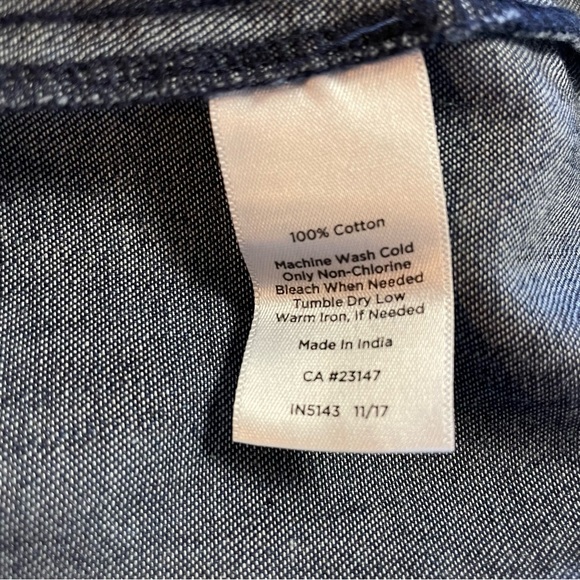 100% Cotton
Machine Wash Cold
Only Non-Chlorine
Bleach When Needed
Tumble Dry Low
Warm Iron, If Needed
Made In India
CA #23147
IN5143 11/17